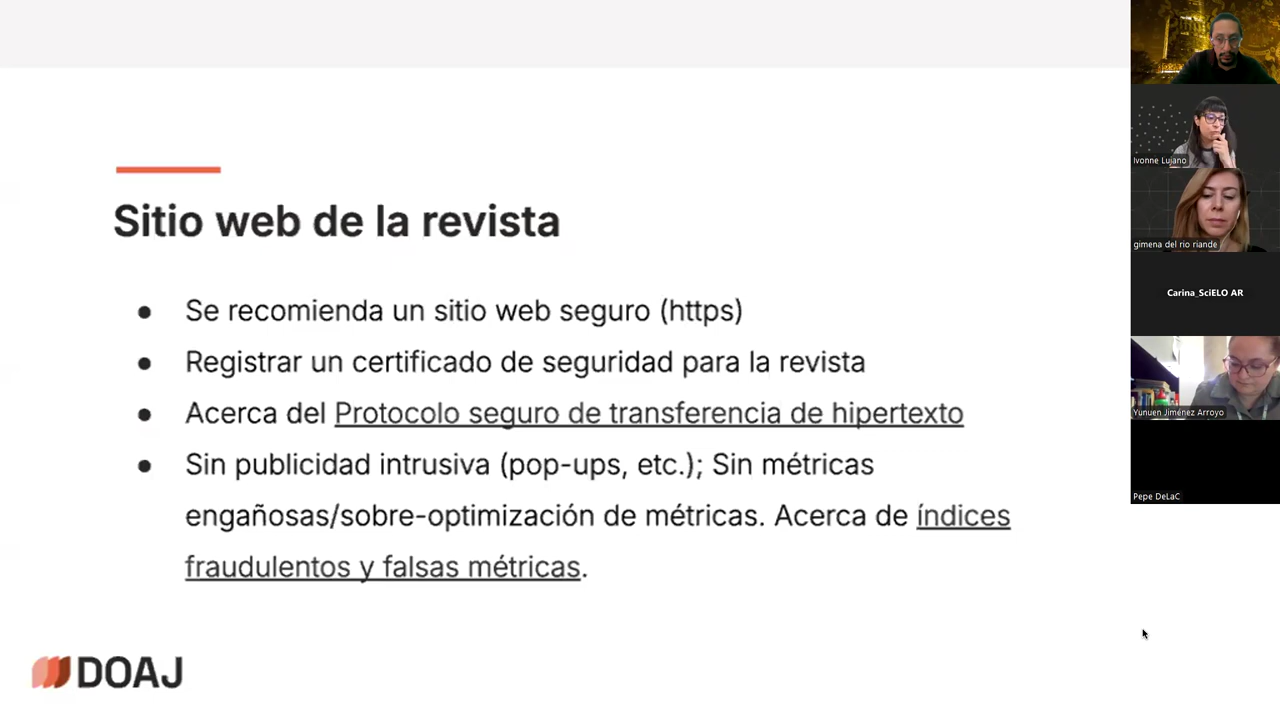 Sitio web de la revista
● Se recomienda un sitio web seguro (https)
● Registrar un certificado de seguridad para la revista
● Acerca del Protocolo seguro de transferencia de hipertexto
● Sin publicidad intrusiva (pop-ups, etc.); Sin métricas
engañosas/sobre-optimización de métricas. Acerca de índices
fraudulentos y falsas métricas.
DOAJ
Ivonne Lujano
gimena del rio riande
Carina_SciELO AR
Yunuen Jiménez Arroyo
Pepe DeLaC